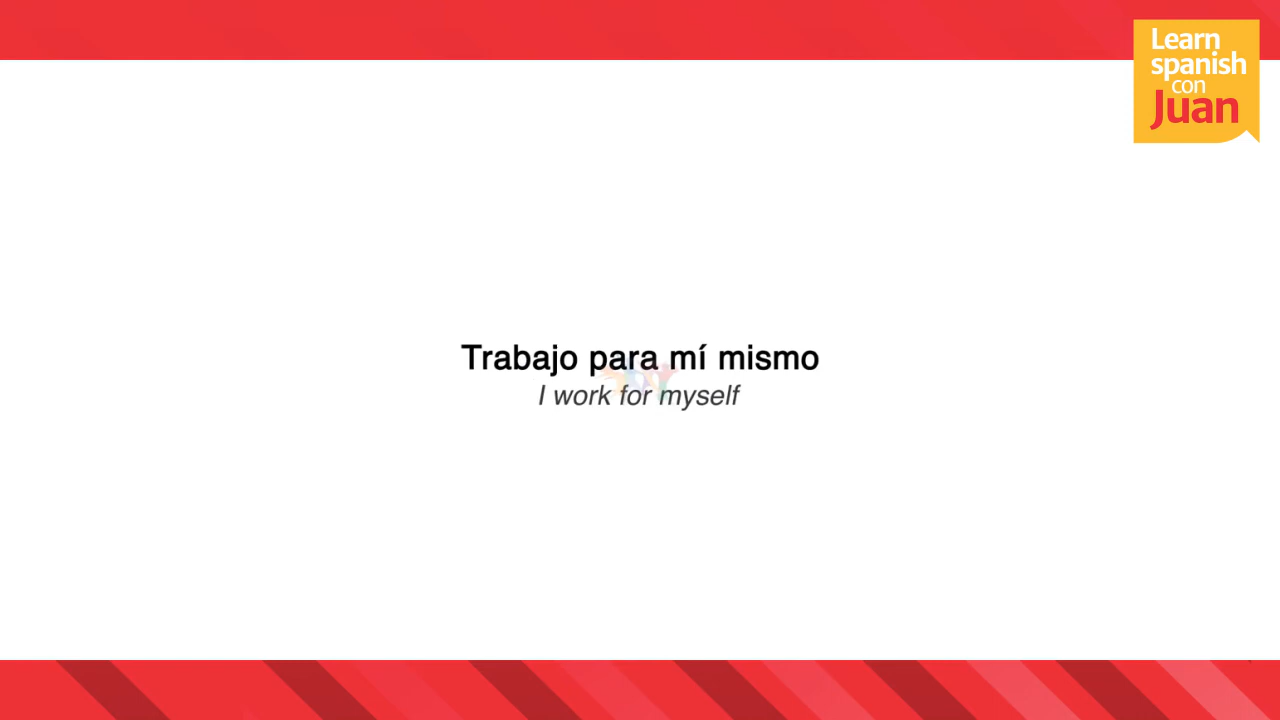 Learn
spanish
con
Juan
Trabajo para mí mismo
I work for myself